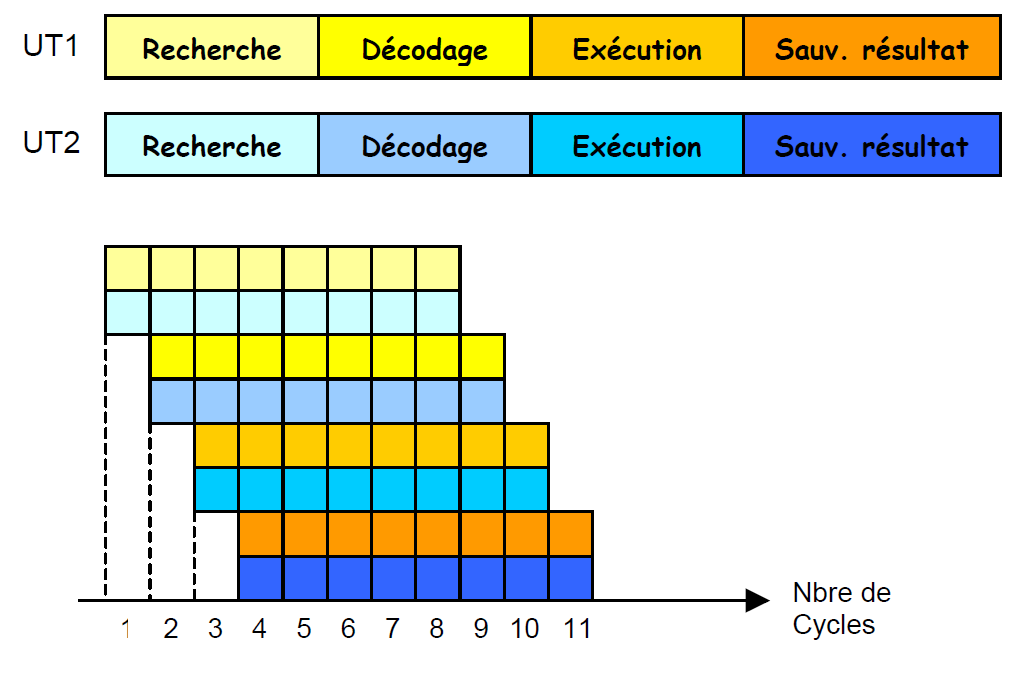 UT1 Recherche Décodage Exécution Sauv. résultat
UT2 Recherche Décodage Exécution Sauv. résultat
1 2 3 4 5 6 7 8 9 10 11
Nbre de
Cycles